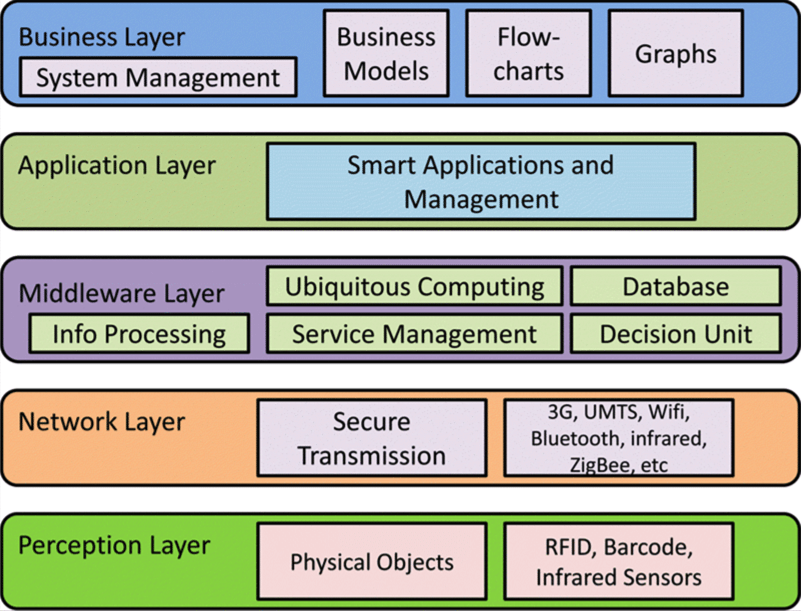 Business Layer
System Management
Business
Models
Flow-
charts
Graphs
Application Layer
Smart Applications and
Management
Middleware Layer
Info Processing
Ubiquitous Computing
Database
Service Management
Decision Unit
Network Layer
Secure
Transmission
3G, UMTS, Wifi,
Bluetooth, infrared,
ZigBee, etc
Perception Layer
Physical Objects
RFID, Barcode,
Infrared Sensors